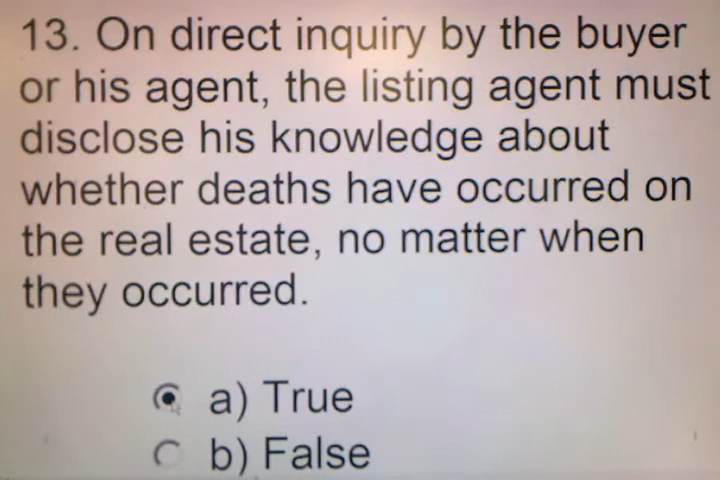 13. On direct inquiry by the buyer
or his agent, the listing agent must
disclose his knowledge about
whether deaths have occurred on
the real estate, no matter when
they occurred.
a) True
b) False